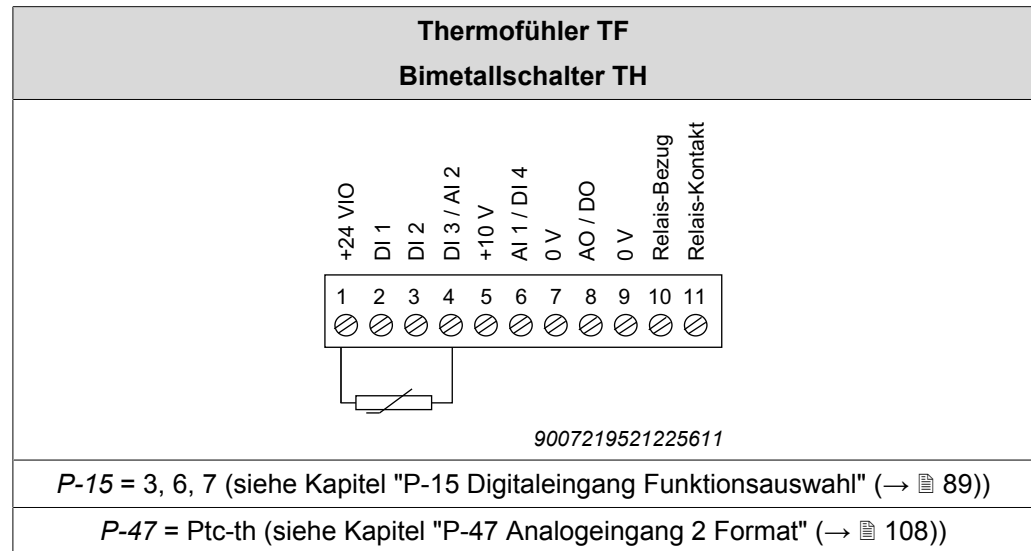 Thermofühler TF
Bimetallschalter TH
+24 VIO
DI 1
DI 2
DI 3 / AI 2
+10 V
AI 1 / DI 4
0 V
AO / DO
0 V
Relais-Bezug
Relais-Kontakt
1 2 3 4 5 6 7 8 9 10 11
9007219521225611
P-15 = 3, 6, 7 (siehe Kapitel "P-15 Digitaleingang Funktionsauswahl" (→ 🗎 89))
P-47 = Ptc-th (siehe Kapitel "P-47 Analogeingang 2 Format" (→ 🗎 108))